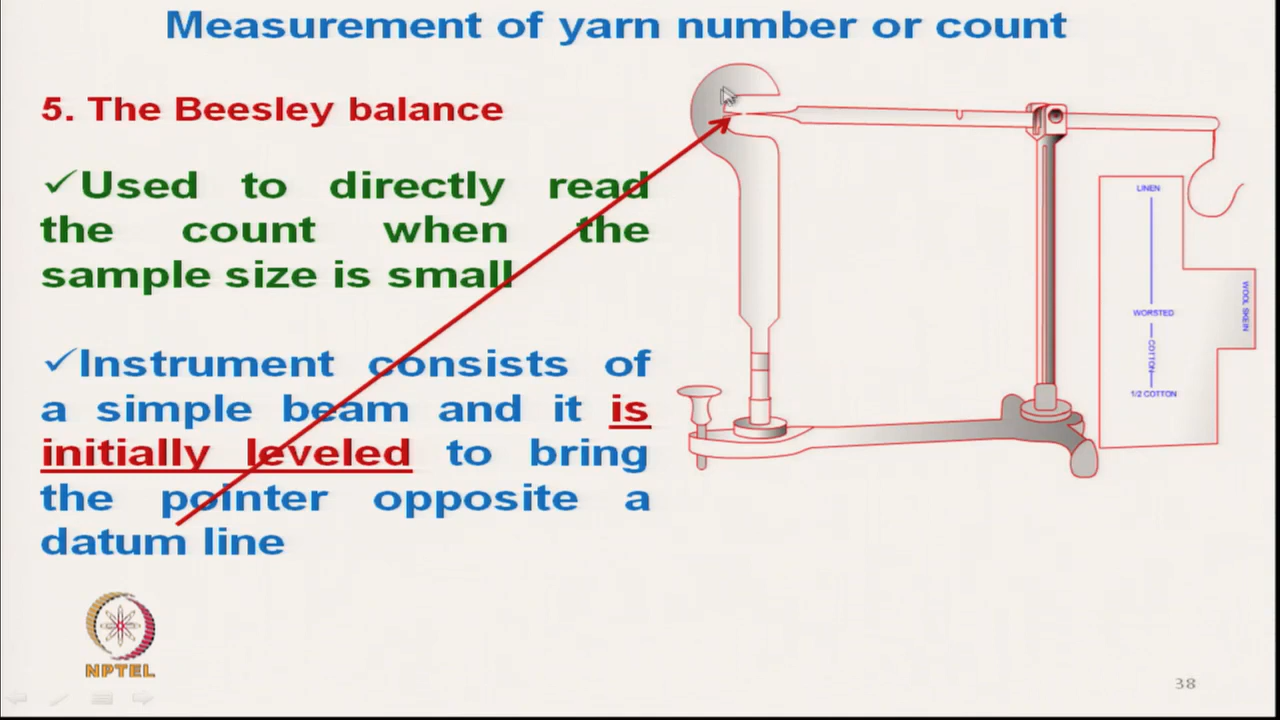 Measurement of yarn number or count
5. The Beesley balance
✓Used to directly read
the count when the
sample size is small
✓Instrument consists of
a simple beam and it is
initially leveled to bring
the pointer opposite a
datum line
LINEN
WORSTED
COTTON
1/2 COTTON
WOOL SKEIN
NPTEL
38